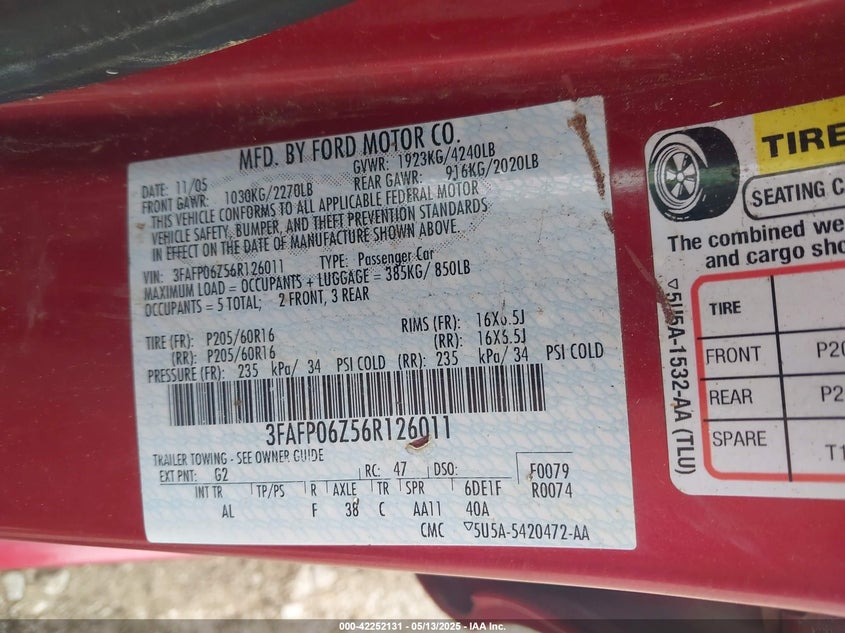 MFD. BY FORD MOTOR CO.
DATE: 11/05 GVWR: 1923KG/4240LB
FRONT GAWR: 1030KG/2270LB REAR GAWR: 916KG/2020LB
THIS VEHICLE CONFORMS TO ALL APPLICABLE FEDERAL MOTOR
VEHICLE SAFETY, BUMPER, AND THEFT PREVENTION STANDARDS
IN EFFECT ON THE DATE OF MANUFACTURE SHOWN ABOVE.
VIN: 3FAFP06Z56R126011 TYPE: Passenger Car
MAXIMUM LOAD = OCCUPANTS + LUGGAGE = 385KG/ 850LB
OCCUPANTS = 5 TOTAL; 2 FRONT, 3 REAR
TIRE (FR): P205/60R16 RIMS (FR): 16X6.5J
(RR): P205/60R16 (RR): 16X6.5J
PRESSURE (FR): 235 kPa/ 34 PSI COLD (RR): 235 kPa/ 34 PSI COLD
3FAFP06Z56R126011
TRAILER TOWING - SEE OWNER GUIDE
EXT PNT: G2 RC: 47 DSO: F0079
INT TR TP/PS R AXLE TR SPR 6DE1F R0074
AL F 38 C AA11 40A
CMC ▽5U5A-5420472-AA
TIRE
SEATING C
The combined we
and cargo sho
TIRE
FRONT P20
REAR P2
SPARE T1
▽5U5A-1532-AA (TLU)
000-42252131 - 05/13/2025 - IAA Inc.